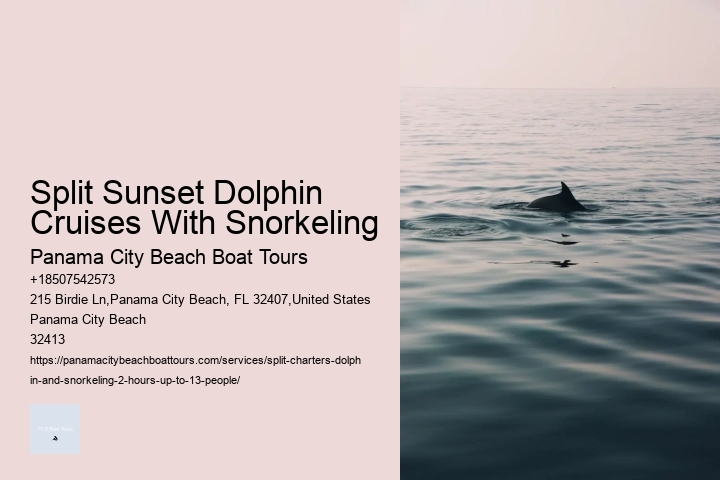 Split Sunset Dolphin
Cruises With Snorkeling
Panama City Beach Boat Tours
+18507542573
215 Birdie Ln,Panama City Beach, FL 32407,United States
Panama City Beach
32413
https://panamacitybeachboattours.com/services/split-charters-dolph
in-and-snorkeling-2-hours-up-to-13-people/